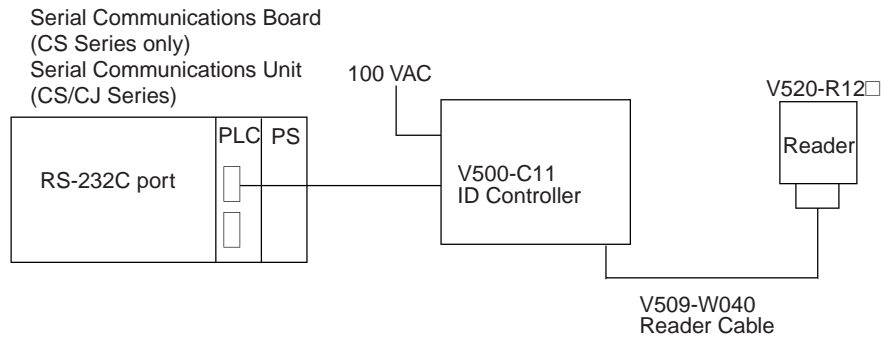 Serial Communications Board
(CS Series only)
Serial Communications Unit
(CS/CJ Series)
100 VAC
V520-R12□
PLC
PS
Reader
RS-232C port
V500-C11
ID Controller
V509-W040
Reader Cable